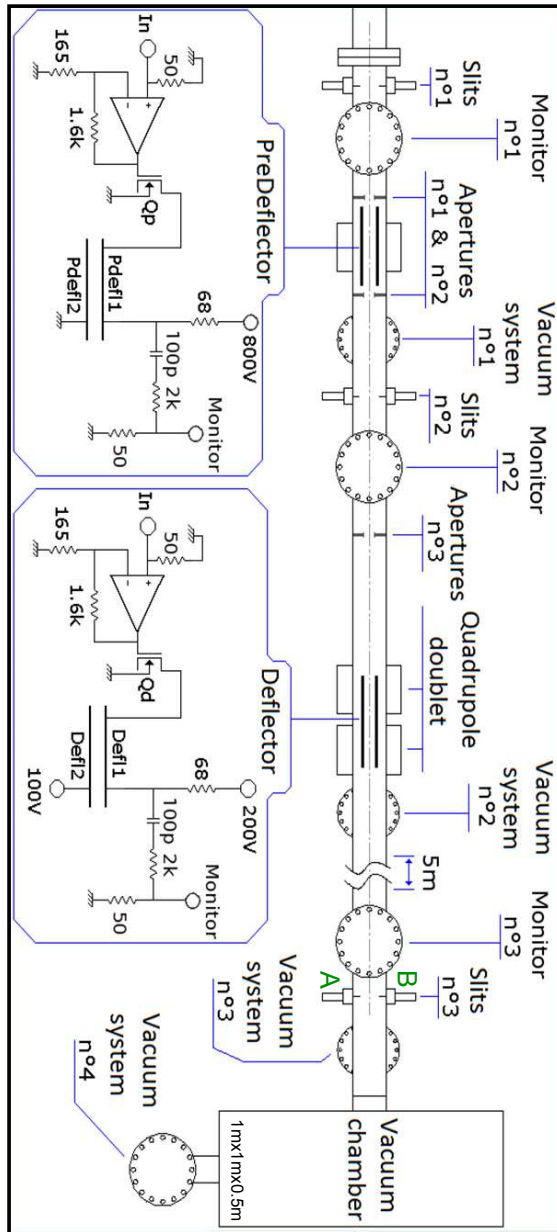 Slits
n°1
Monitor
n°1
Apertures
n°1 & n°2
Vacuum
system
n°1
Slits
n°2
Monitor
n°2
Apertures
n°3
Quadrupole
doublet
Vacuum
system
n°2
5m
Monitor
n°3
Slits
n°3
B
A
Vacuum
chamber
1mx1mx0.5m
Vacuum
system
n°3
Vacuum
system
n°4
PreDeflector
In
50
165
1.6k
+
-
Qp
Pdefl1
Pdefl2
68
800V
100p 2k
Monitor
50
Deflector
In
50
165
1.6k
+
-
Qd
Defl1
Defl2
100V
68
200V
100p 2k
Monitor
50